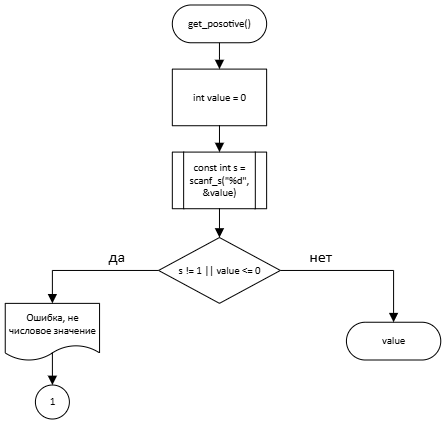 get_posotive()
int value = 0
const int s =
scanf_s("%d",
&value)
да
нет
s != 1 || value <= 0
Ошибка, не
числовое значение
value
1